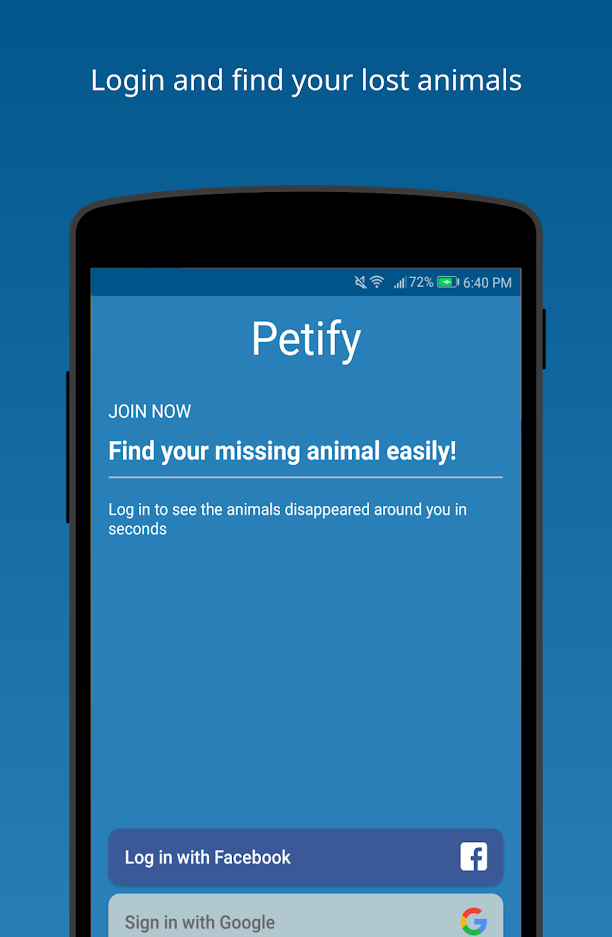 Login and find your lost animals
72% 6:40 PM
Petify
JOIN NOW
Find your missing animal easily!
Log in to see the animals disappeared around you in
seconds
Log in with Facebook
Sign in with Google